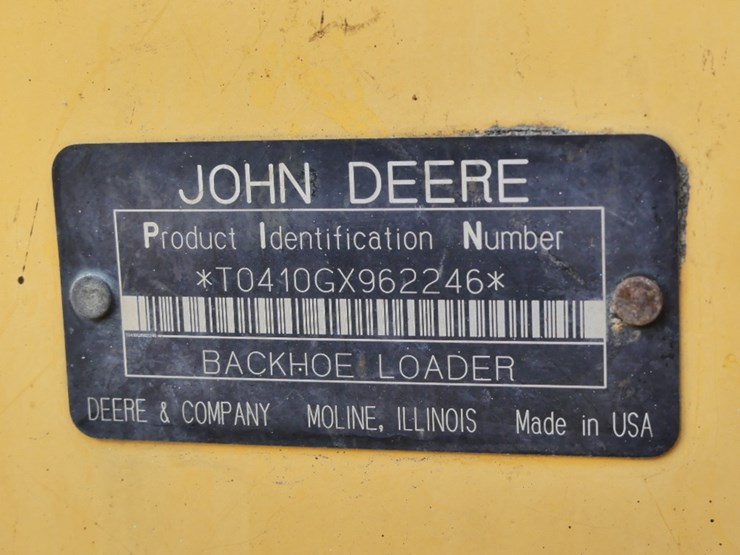 JOHN DEERE
Product Identification Number
*T0410GX962246*
BACKHOE LOADER
DEERE & COMPANY MOLINE, ILLINOIS Made in USA